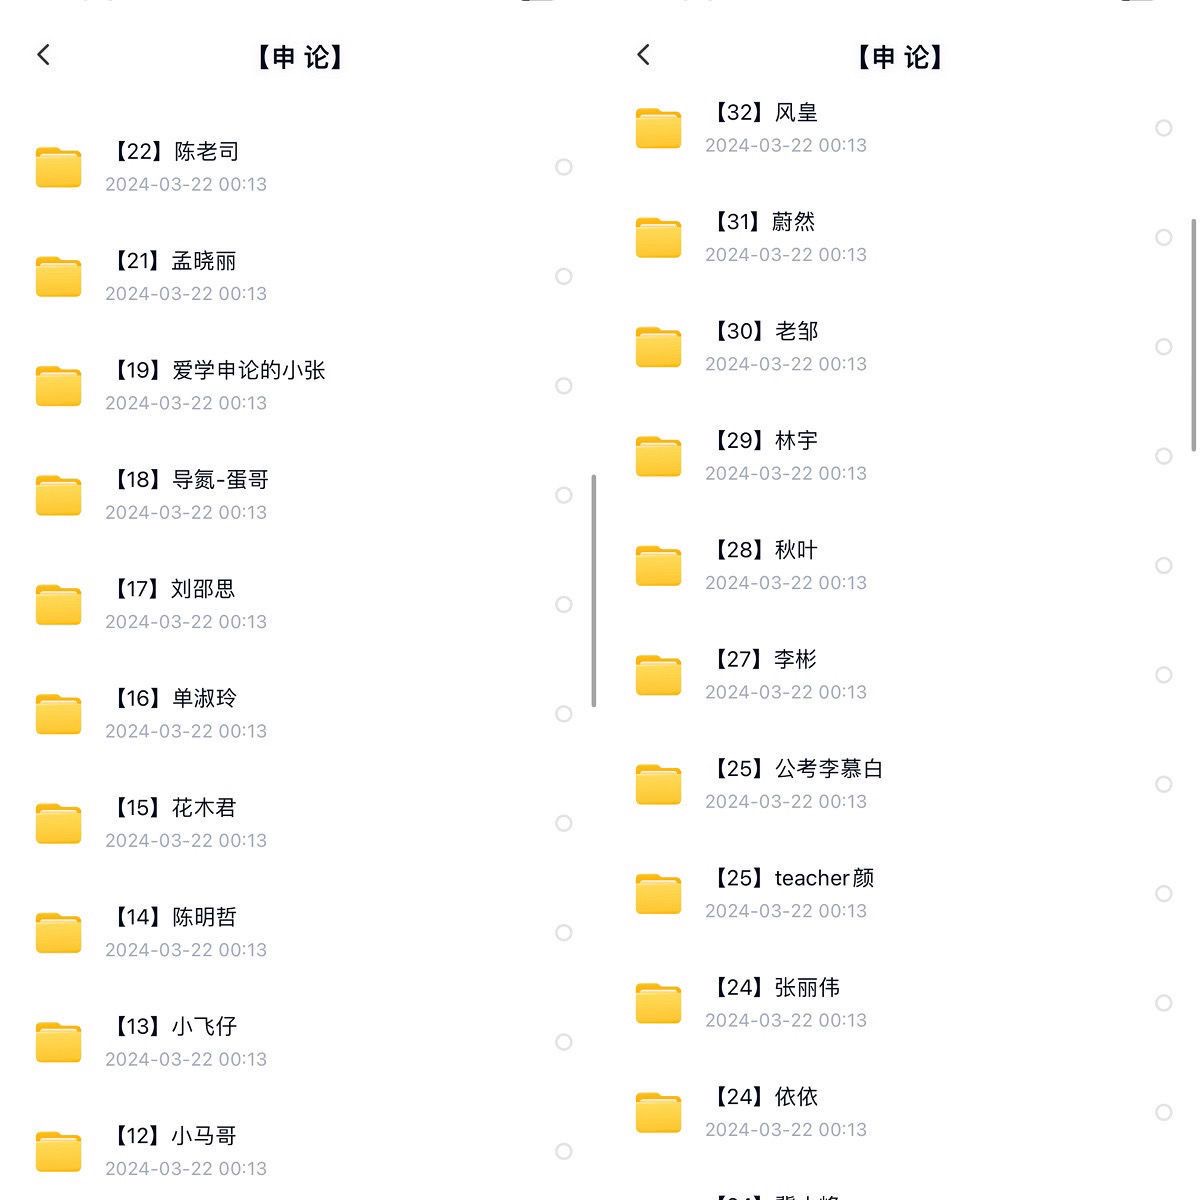 【申 论】
【22】陈老司
2024-03-22 00:13
【21】孟晓丽
2024-03-22 00:13
【19】爱学申论的小张
2024-03-22 00:13
【18】导氮-蛋哥
2024-03-22 00:13
【17】刘邵思
2024-03-22 00:13
【16】单淑玲
2024-03-22 00:13
【15】花木君
2024-03-22 00:13
【14】陈明哲
2024-03-22 00:13
【13】小飞仔
2024-03-22 00:13
【12】小马哥
2024-03-22 00:13
【申 论】
【32】风皇
2024-03-22 00:13
【31】蔚然
2024-03-22 00:13
【30】老邹
2024-03-22 00:13
【29】林宇
2024-03-22 00:13
【28】秋叶
2024-03-22 00:13
【27】李彬
2024-03-22 00:13
【25】公考李慕白
2024-03-22 00:13
【25】teacher颜
2024-03-22 00:13
【24】张丽伟
2024-03-22 00:13
【24】依依
2024-03-22 00:13